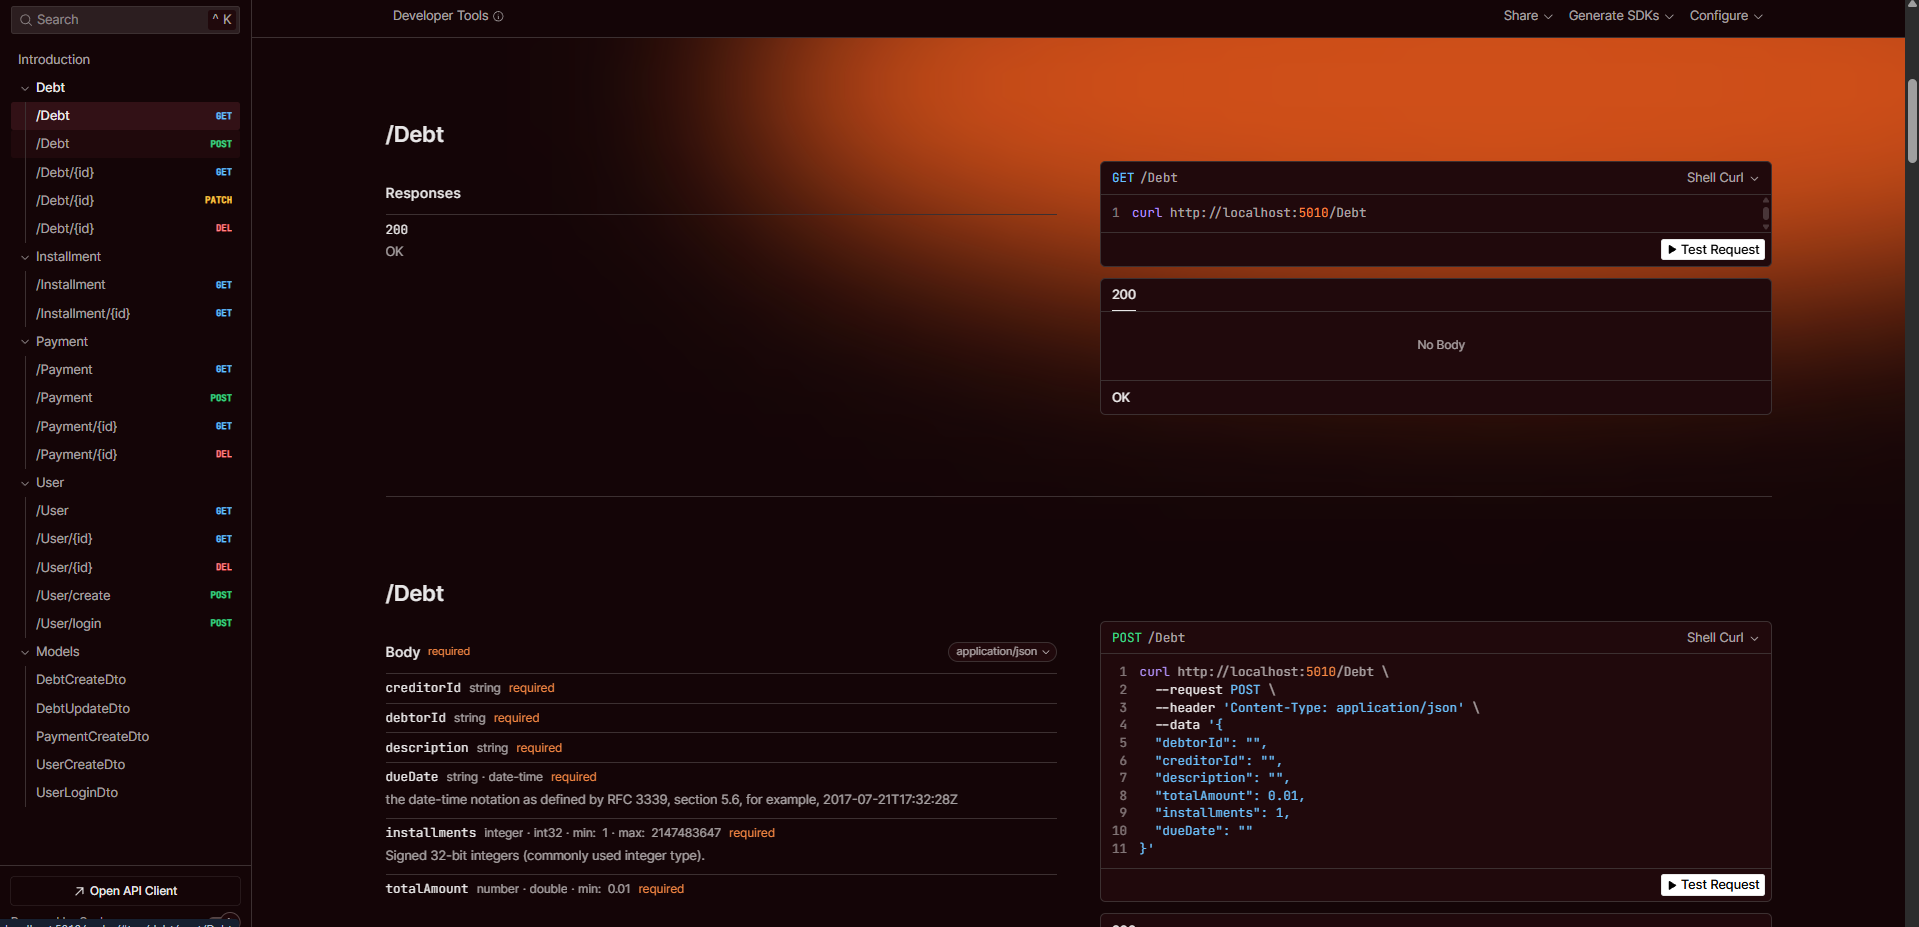 Search ^ K
Introduction
Debt
/Debt GET
/Debt POST
/Debt/{id} GET
/Debt/{id} PATCH
/Debt/{id} DEL
Installment
/Installment GET
/Installment/{id} GET
Payment
/Payment GET
/Payment POST
/Payment/{id} GET
/Payment/{id} DEL
User
/User GET
/User/{id} GET
/User/{id} DEL
/User/create POST
/User/login POST
Models
DebtCreateDto
DebtUpdateDto
PaymentCreateDto
UserCreateDto
UserLoginDto
Open API Client
Developer Tools
Share
Generate SDKs
Configure
/Debt
Responses
200
OK
GET /Debt Shell Curl
1 curl http://localhost:5010/Debt
Test Request
200
No Body
OK
/Debt
Body required application/json
creditorId string required
debtorId string required
description string required
dueDate string · date-time required
the date-time notation as defined by RFC 3339, section 5.6, for example, 2017-07-21T17:32:28Z
installments integer · int32 · min: 1 · max: 2147483647 required
Signed 32-bit integers (commonly used integer type).
totalAmount number · double · min: 0.01 required
POST /Debt Shell Curl
1 curl http://localhost:5010/Debt \
2 --request POST \
3 --header 'Content-Type: application/json' \
4 --data '{
5 "debtorId": "",
6 "creditorId": "",
7 "description": "",
8 "totalAmount": 0.01,
9 "installments": 1,
10 "dueDate": ""
11 }'
Test Request